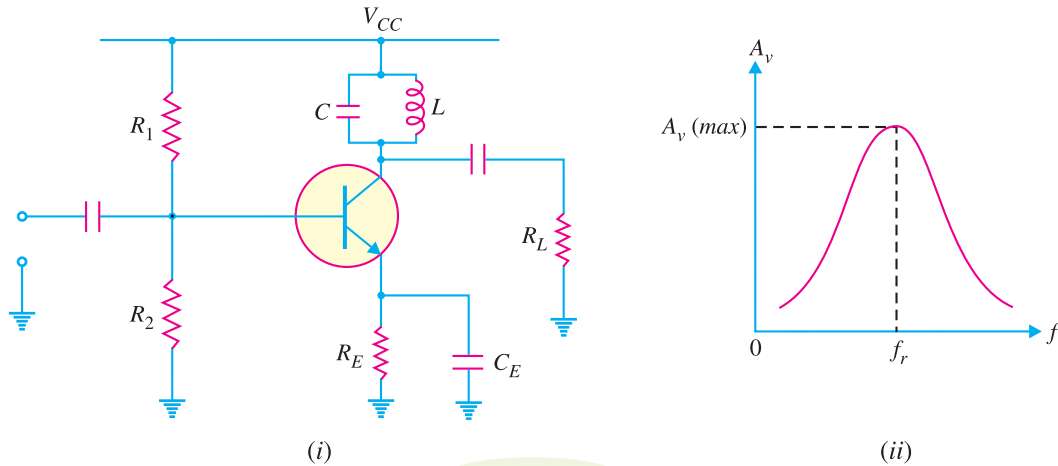 V_CC
C
L
R_1
R_L
R_2
R_E
C_E
(i)
A_v
A_v (max)
0
f_r
f
(ii)